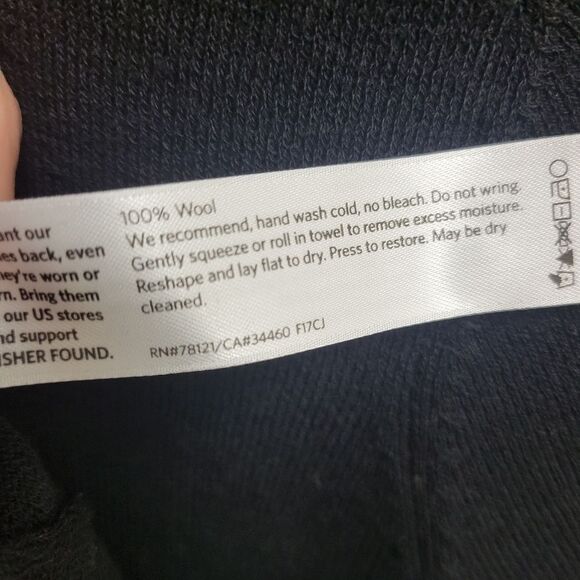 ant our
es back, even
ey're worn or
rn. Bring them
our US stores
nd support
ISHER FOUND.
100% Wool
We recommend, hand wash cold, no bleach. Do not wring.
Gently squeeze or roll in towel to remove excess moisture.
Reshape and lay flat to dry. Press to restore. May be dry
cleaned.
RN#78121/CA#34460 F17CJ